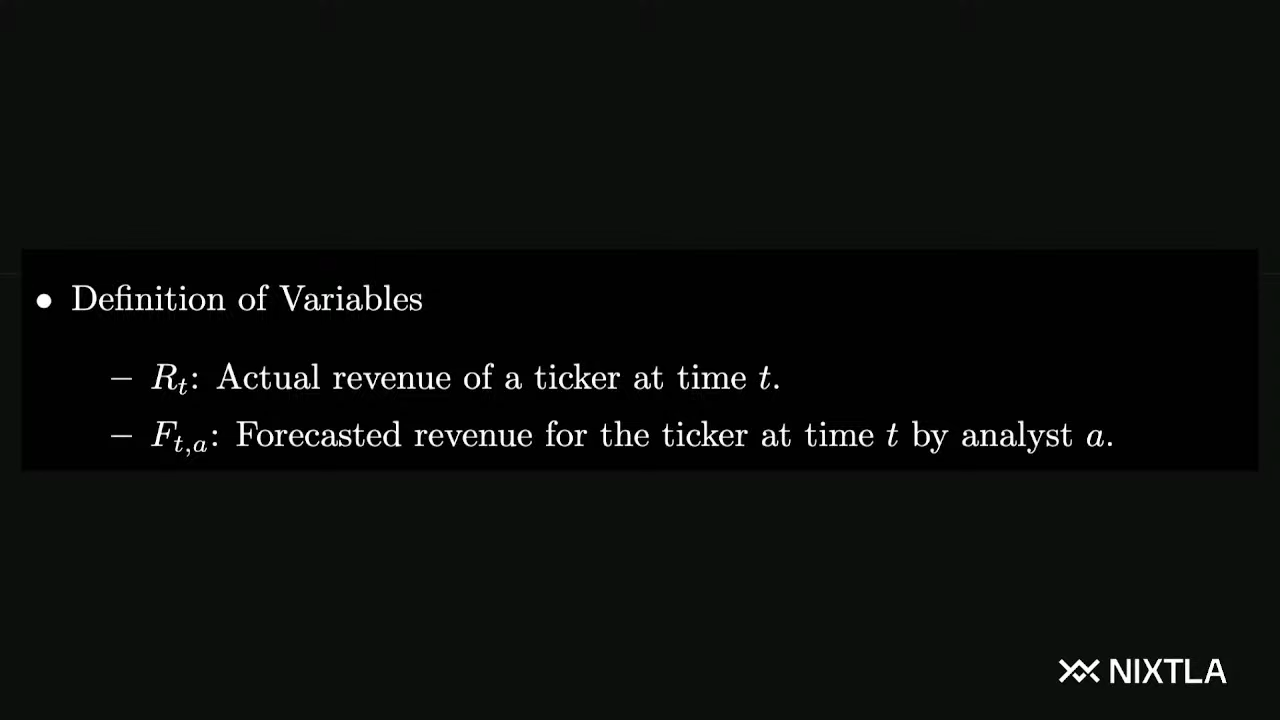 • Definition of Variables
– R_t: Actual revenue of a ticker at time t.
– F_{t,a}: Forecasted revenue for the ticker at time t by analyst a.
NIXTLA